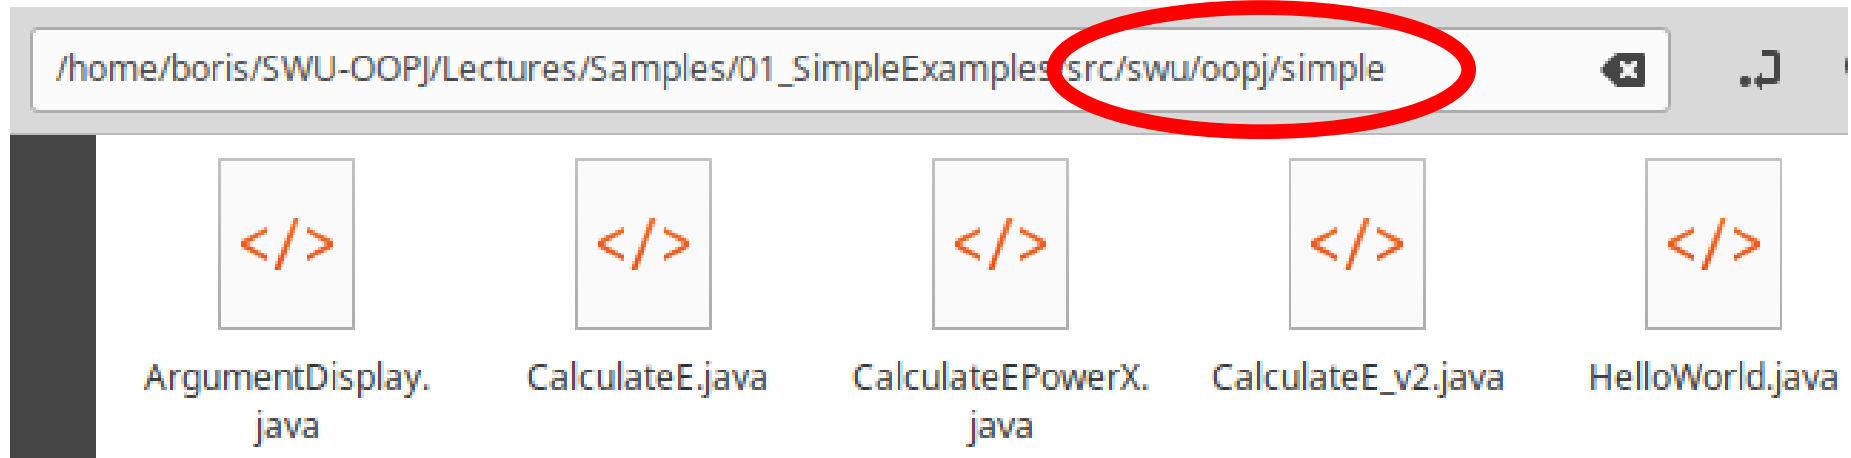 /home/boris/SWU-OOPJ/Lectures/Samples/01_SimpleExamples/src/swu/oopj/simple
</> </> </> </> </>
ArgumentDisplay. CalculateE.java CalculateEPowerX. CalculateE_v2.java HelloWorld.java
java java